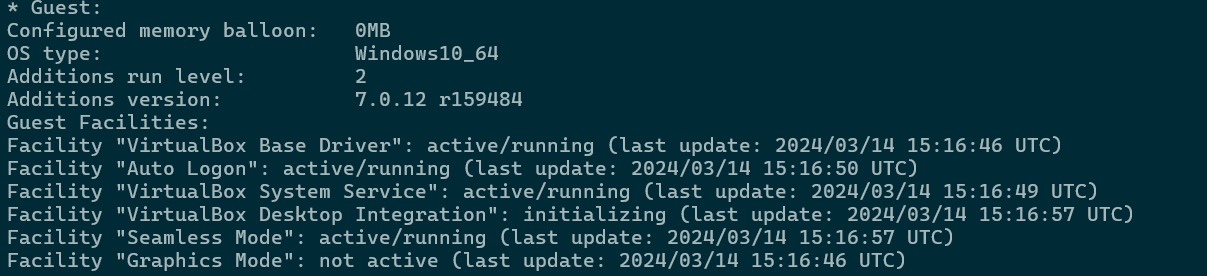 * Guest:
Configured memory balloon:   0MB
OS type:                     Windows10_64
Additions run level:         2
Additions version:           7.0.12 r159484
Guest Facilities:
Facility "VirtualBox Base Driver": active/running (last update: 2024/03/14 15:16:46 UTC)
Facility "Auto Logon": active/running (last update: 2024/03/14 15:16:50 UTC)
Facility "VirtualBox System Service": active/running (last update: 2024/03/14 15:16:49 UTC)
Facility "VirtualBox Desktop Integration": initializing (last update: 2024/03/14 15:16:57 UTC)
Facility "Seamless Mode": active/running (last update: 2024/03/14 15:16:57 UTC)
Facility "Graphics Mode": not active (last update: 2024/03/14 15:16:46 UTC)